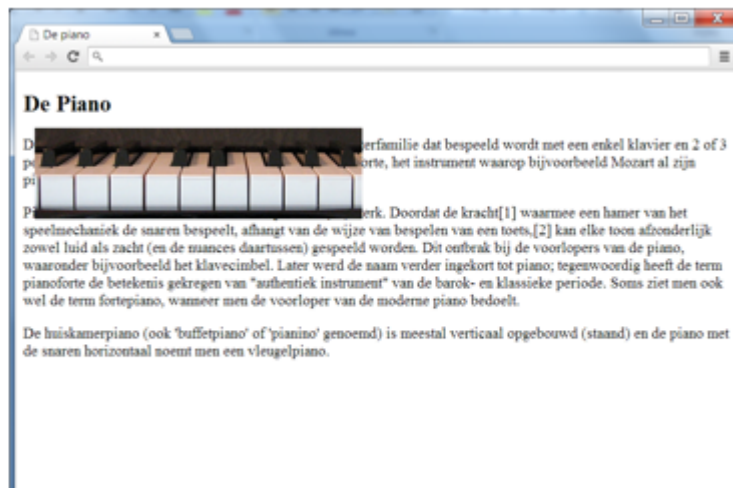 De piano
De Piano
erfamilie dat bespeeld wordt met een enkel klavier en 2 of 3
orte, het instrument waarop bijvoorbeeld Mozart al zijn
erk. Doordat de kracht[1] waarmee een hamer van het
speelmechaniek de snaren bespeelt, afhangt van de wijze van bespelen van een toets,[2] kan elke toon afzonderlijk
zowel luid als zacht (en de nuances daartussen) gespeeld worden. Dit ontbrak bij de voorlopers van de piano,
waaronder bijvoorbeeld het klavecimbel. Later werd de naam verder ingekort tot piano; tegenwoordig heeft de term
pianoforte de betekenis gekregen van "authentiek instrument" van de barok- en klassieke periode. Soms ziet men ook
wel de term fortepiano, wanneer men de voorloper van de moderne piano bedoelt.
De huiskamerpiano (ook 'buffetpiano' of 'pianino' genoemd) is meestal verticaal opgebouwd (staand) en de piano met
de snaren horizontaal noemt men een vleugelpiano.